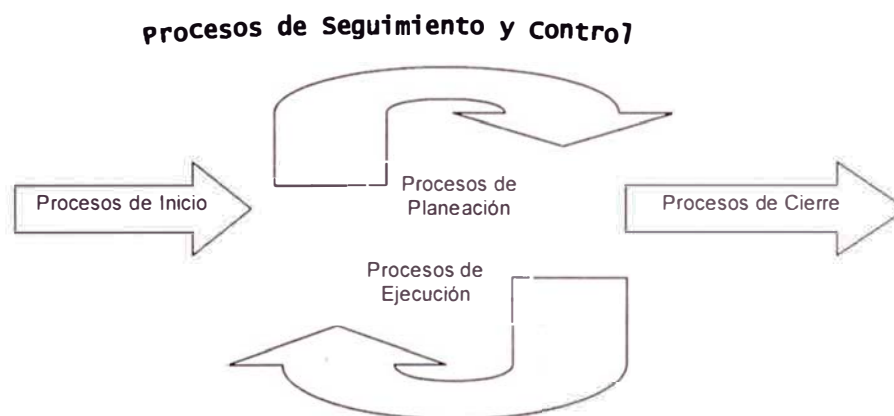 Procesos de Seguimiento y Control
Procesos de Inicio
Procesos de
Planeación
Procesos de Cierre
Procesos de
Ejecución